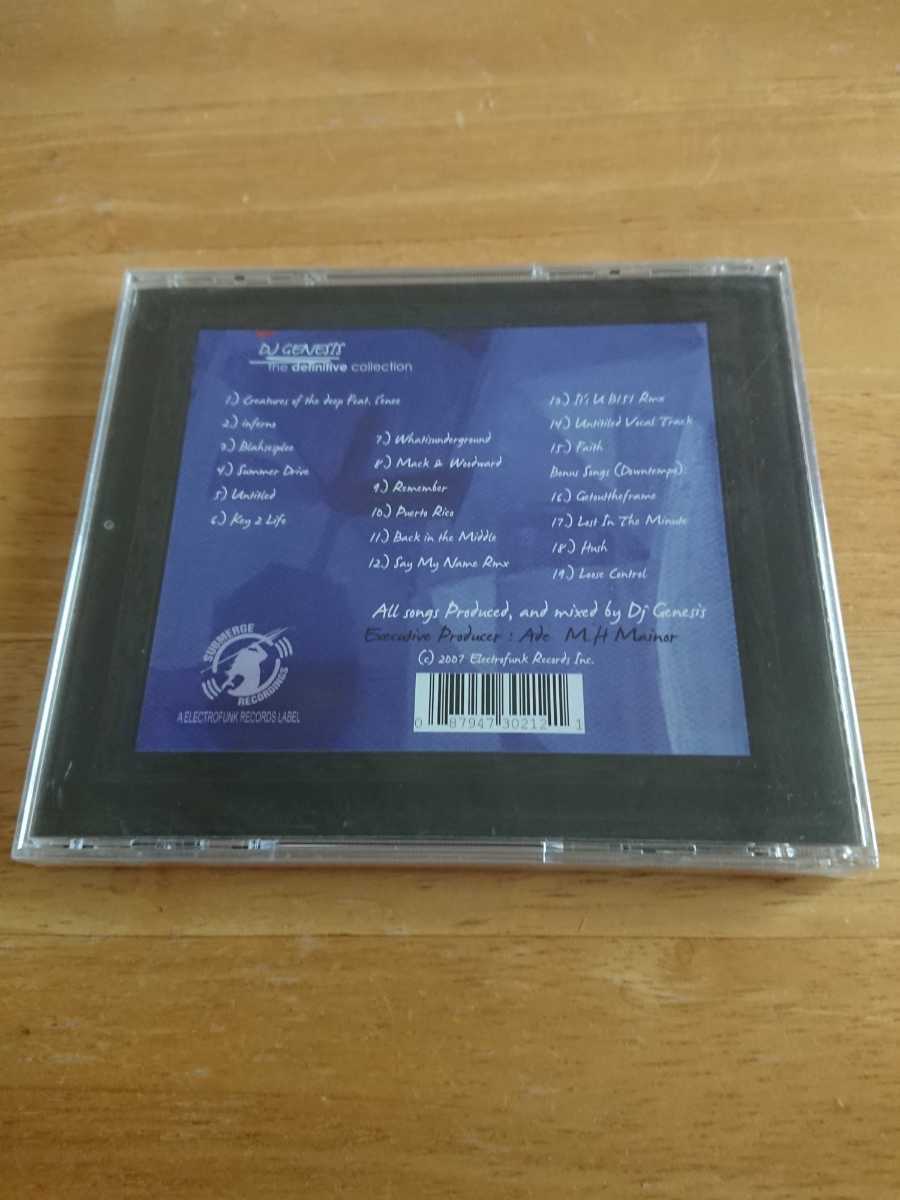 DJ GENESIS
the definitive collection
1.) Creatures of the deep Feat. Cence
2.) inferno
3.)
4.) Summer Drive
5.) Untitled
6.) Key 2 Life
7.) Whatisunderground
8.) Mack & Woodward
9.) Remember
10.) Puerto Rico
11.) Back in the Middle
12.) Say My Name Rmx
13.) It's U B151 Rmx
14.) Untitled Vocal Track
15.) Faith
Bonus Songs (Downtempo):
16.) Getouttheframe
17.) Lost In The Minute
18.) Hush
19.) Loose Control
All songs Produced, and mixed by Dj Genesis
Executive Producer : Ade M.H Mainor
(c) 2007 Electrofunk Records Inc.
SUBMERGE
RECORDINGS
A ELECTROFUNK RECORDS LABEL
0 87947 30212 1